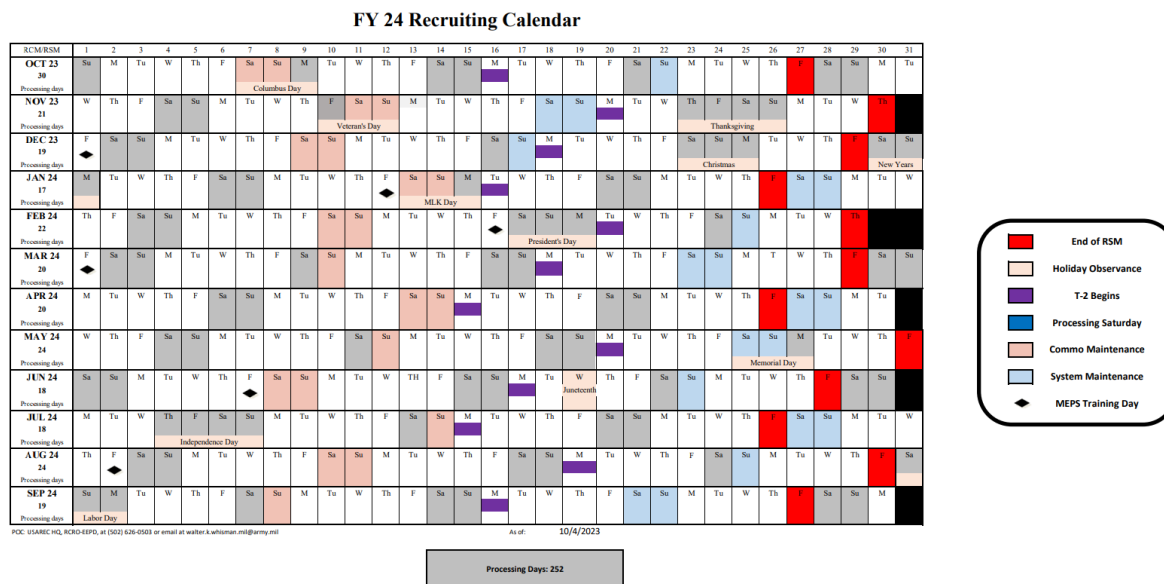 FY 24 Recruiting Calendar
RCM/RSM 1 2 3 4 5 6 7 8 9 10 11 12 13 14 15 16 17 18 19 20 21 22 23 24 25 26 27 28 29 30 31
OCT 23 Su M Tu W Th F Sa Su M Tu W Th F Sa Su M Tu W Th F Sa Su M Tu W Th F Sa Su M Tu
30
Processing days Columbus Day
NOV 23 W Th F Sa Su M Tu W Th F Sa Su M Tu W Th F Sa Su M Tu W Th F Sa Su M Tu W Th
21
Processing days Veteran's Day Thanksgiving
DEC 23 F Sa Su M Tu W Th F Sa Su M Tu W Th F Sa Su M Tu W Th F Sa Su M Tu W Th F Sa Su
19
Processing days Christmas New Years
JAN 24 M Tu W Th F Sa Su M Tu W Th F Sa Su M Tu W Th F Sa Su M Tu W Th F Sa Su M Tu W
17
Processing days MLK Day
FEB 24 Th F Sa Su M Tu W Th F Sa Su M Tu W Th F Sa Su M Tu W Th F Sa Su M Tu W Th
22
Processing days President's Day
MAR 24 F Sa Su M Tu W Th F Sa Su M Tu W Th F Sa Su M Tu W Th F Sa Su M T W Th F Sa Su
20
Processing days
APR 24 M Tu W Th F Sa Su M Tu W Th F Sa Su M Tu W Th F Sa Su M Tu W Th F Sa Su M Tu
20
Processing days
MAY 24 W Th F Sa Su M Tu W Th F Sa Su M Tu W Th F Sa Su M Tu W Th F Sa Su M Tu W Th F
24
Processing days Memorial Day
JUN 24 Sa Su M Tu W Th F Sa Su M Tu W TH F Sa Su M Tu W Th F Sa Su M Tu W Th F Sa Su
18 Juneteenth
Processing days
JUL 24 M Tu W Th F Sa Su M Tu W Th F Sa Su M Tu W Th F Sa Su M Tu W Th F Sa Su M Tu W
18
Processing days Independence Day
AUG 24 Th F Sa Su M Tu W Th F Sa Su M Tu W Th F Sa Su M Tu W Th F Sa Su M Tu W Th F Sa
24
Processing days
SEP 24 Su M Tu W Th F Sa Su M Tu W Th F Sa Su M Tu W Th F Sa Su M Tu W Th F Sa Su M
19
Processing days Labor Day
POC: USAREC HQ, RCRO-EEPD, at (502) 626-0503 or email at walter.k.whisman.mil@army.mil As of: 10/4/2023
Processing Days: 252
End of RSM
Holiday Observance
T-2 Begins
Processing Saturday
Commo Maintenance
System Maintenance
MEPS Training Day